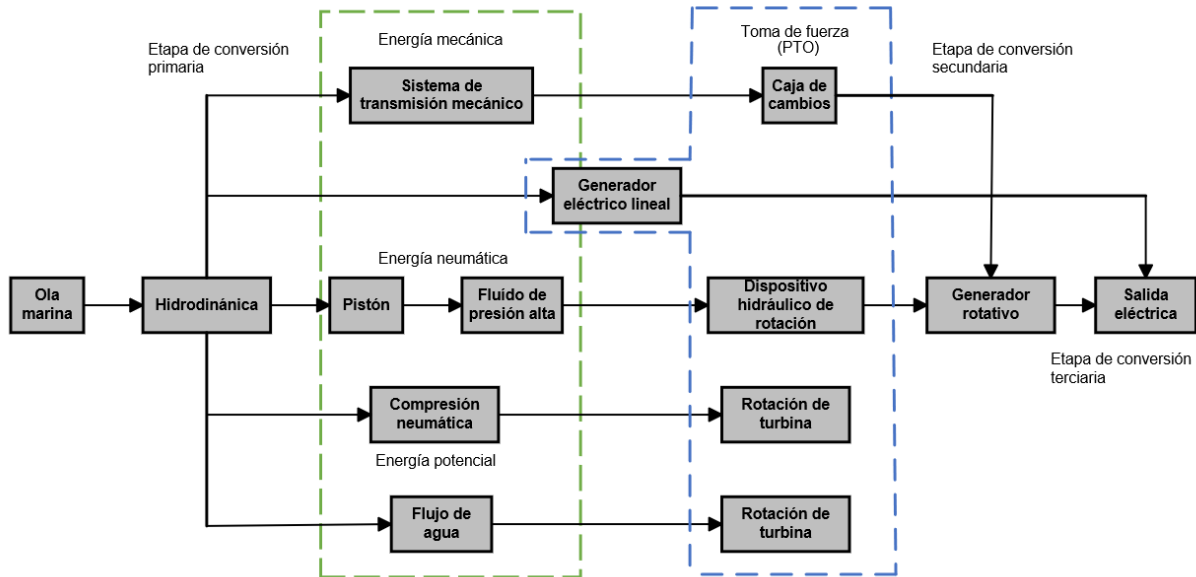 Etapa de conversión
primaria
Energía mecánica
Toma de fuerza
(PTO)
Etapa de conversión
secundaria
Sistema de
transmisión mecánico
Caja de
cambios
Generador
eléctrico lineal
Energía neumática
Ola
marina
Hidrodinánica
Pistón
Fluído de
presión alta
Dispositivo
hidráulico de
rotación
Generador
rotativo
Salida
eléctrica
Etapa de conversión
terciaria
Compresión
neumática
Rotación de
turbina
Energía potencial
Flujo de
agua
Rotación de
turbina